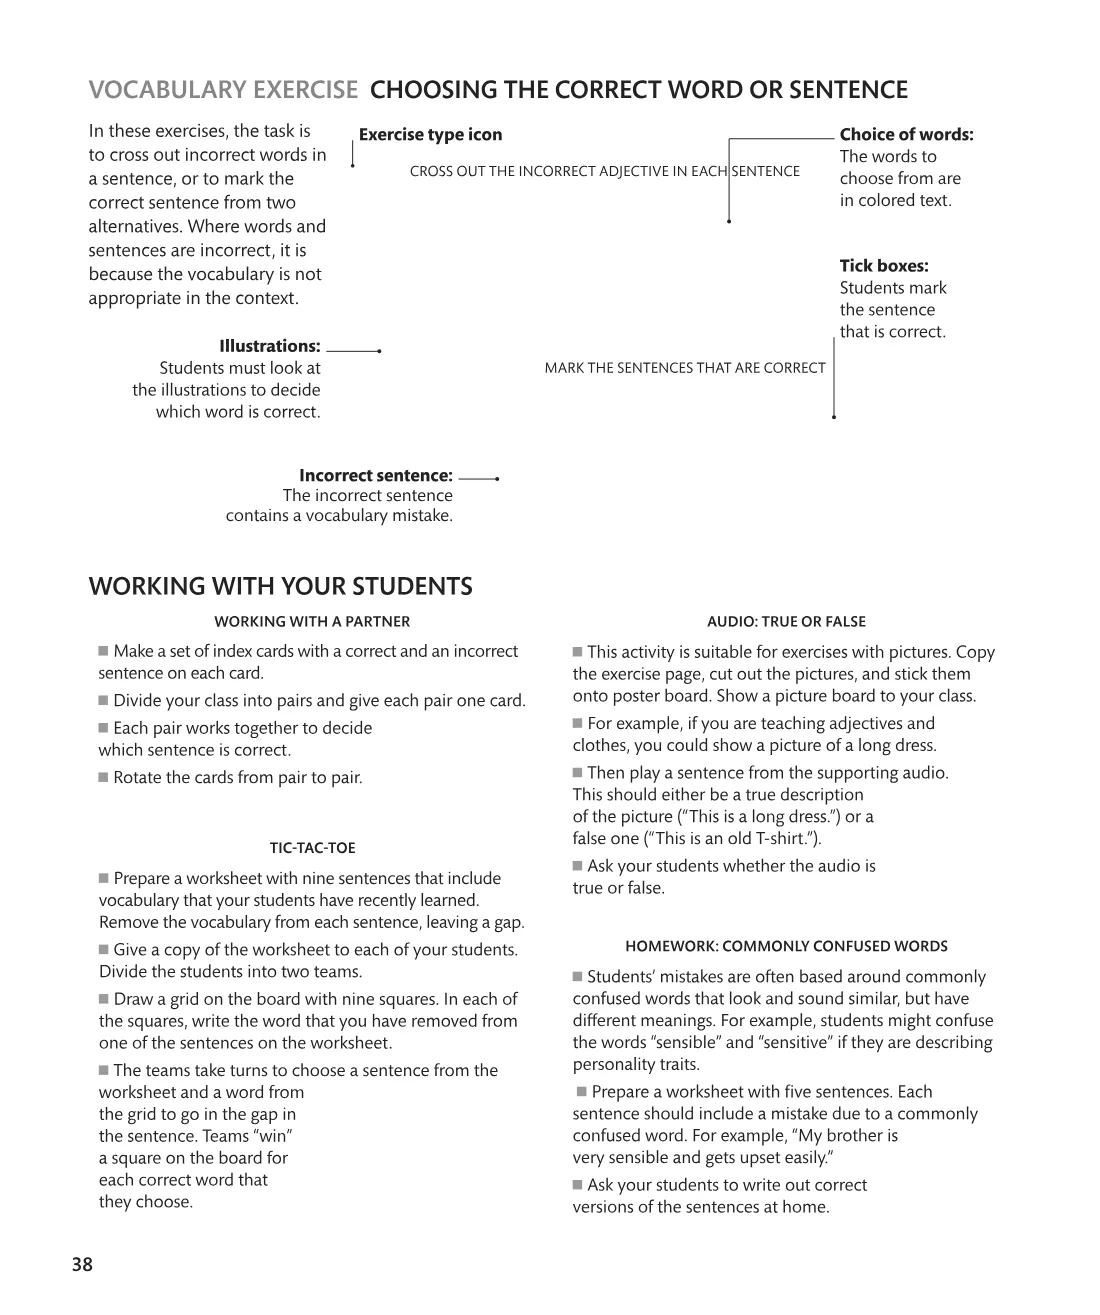 VOCABULARY EXERCISE CHOOSING THE CORRECT WORD OR SENTENCE
In these exercises, the task is
to cross out incorrect words in
a sentence, or to mark the
correct sentence from two
alternatives. Where words and
sentences are incorrect, it is
because the vocabulary is not
appropriate in the context.
Exercise type icon
CROSS OUT THE INCORRECT ADJECTIVE IN EACH SENTENCE
Choice of words:
The words to
choose from are
in colored text.
Tick boxes:
Students mark
the sentence
that is correct.
Illustrations:
Students must look at
the illustrations to decide
which word is correct.
MARK THE SENTENCES THAT ARE CORRECT
Incorrect sentence:
The incorrect sentence
contains a vocabulary mistake.
WORKING WITH YOUR STUDENTS
WORKING WITH A PARTNER
■ Make a set of index cards with a correct and an incorrect
sentence on each card.
■ Divide your class into pairs and give each pair one card.
■ Each pair works together to decide
which sentence is correct.
■ Rotate the cards from pair to pair.
TIC-TAC-TOE
■ Prepare a worksheet with nine sentences that include
vocabulary that your students have recently learned.
Remove the vocabulary from each sentence, leaving a gap.
■ Give a copy of the worksheet to each of your students.
Divide the students into two teams.
■ Draw a grid on the board with nine squares. In each of
the squares, write the word that you have removed from
one of the sentences on the worksheet.
■ The teams take turns to choose a sentence from the
worksheet and a word from
the grid to go in the gap in
the sentence. Teams “win”
a square on the board for
each correct word that
they choose.
AUDIO: TRUE OR FALSE
■ This activity is suitable for exercises with pictures. Copy
the exercise page, cut out the pictures, and stick them
onto poster board. Show a picture board to your class.
■ For example, if you are teaching adjectives and
clothes, you could show a picture of a long dress.
■ Then play a sentence from the supporting audio.
This should either be a true description
of the picture (“This is a long dress.”) or a
false one (“This is an old T-shirt.”).
■ Ask your students whether the audio is
true or false.
HOMEWORK: COMMONLY CONFUSED WORDS
■ Students’ mistakes are often based around commonly
confused words that look and sound similar, but have
different meanings. For example, students might confuse
the words “sensible” and “sensitive” if they are describing
personality traits.
■ Prepare a worksheet with five sentences. Each
sentence should include a mistake due to a commonly
confused word. For example, “My brother is
very sensible and gets upset easily.”
■ Ask your students to write out correct
versions of the sentences at home.
38